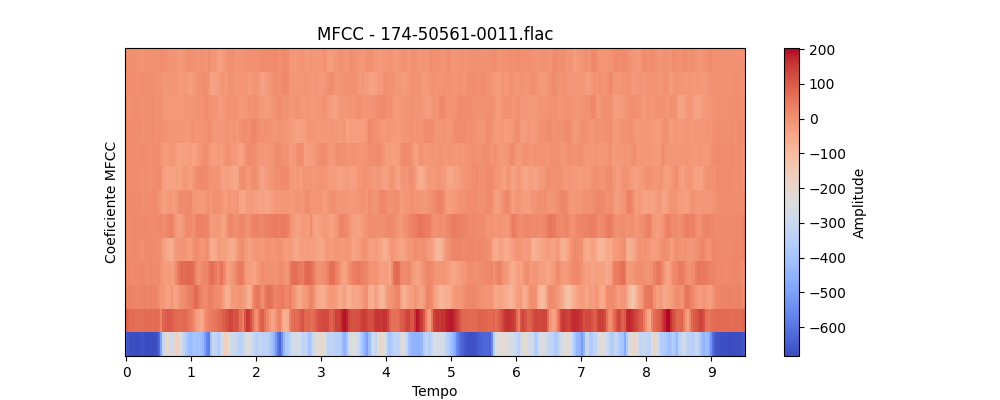 MFCC - 174-50561-0011.flac
Coeficiente MFCC
0 1 2 3 4 5 6 7 8 9
Tempo
200
100
0
−100
−200
−300
−400
−500
−600
Amplitude